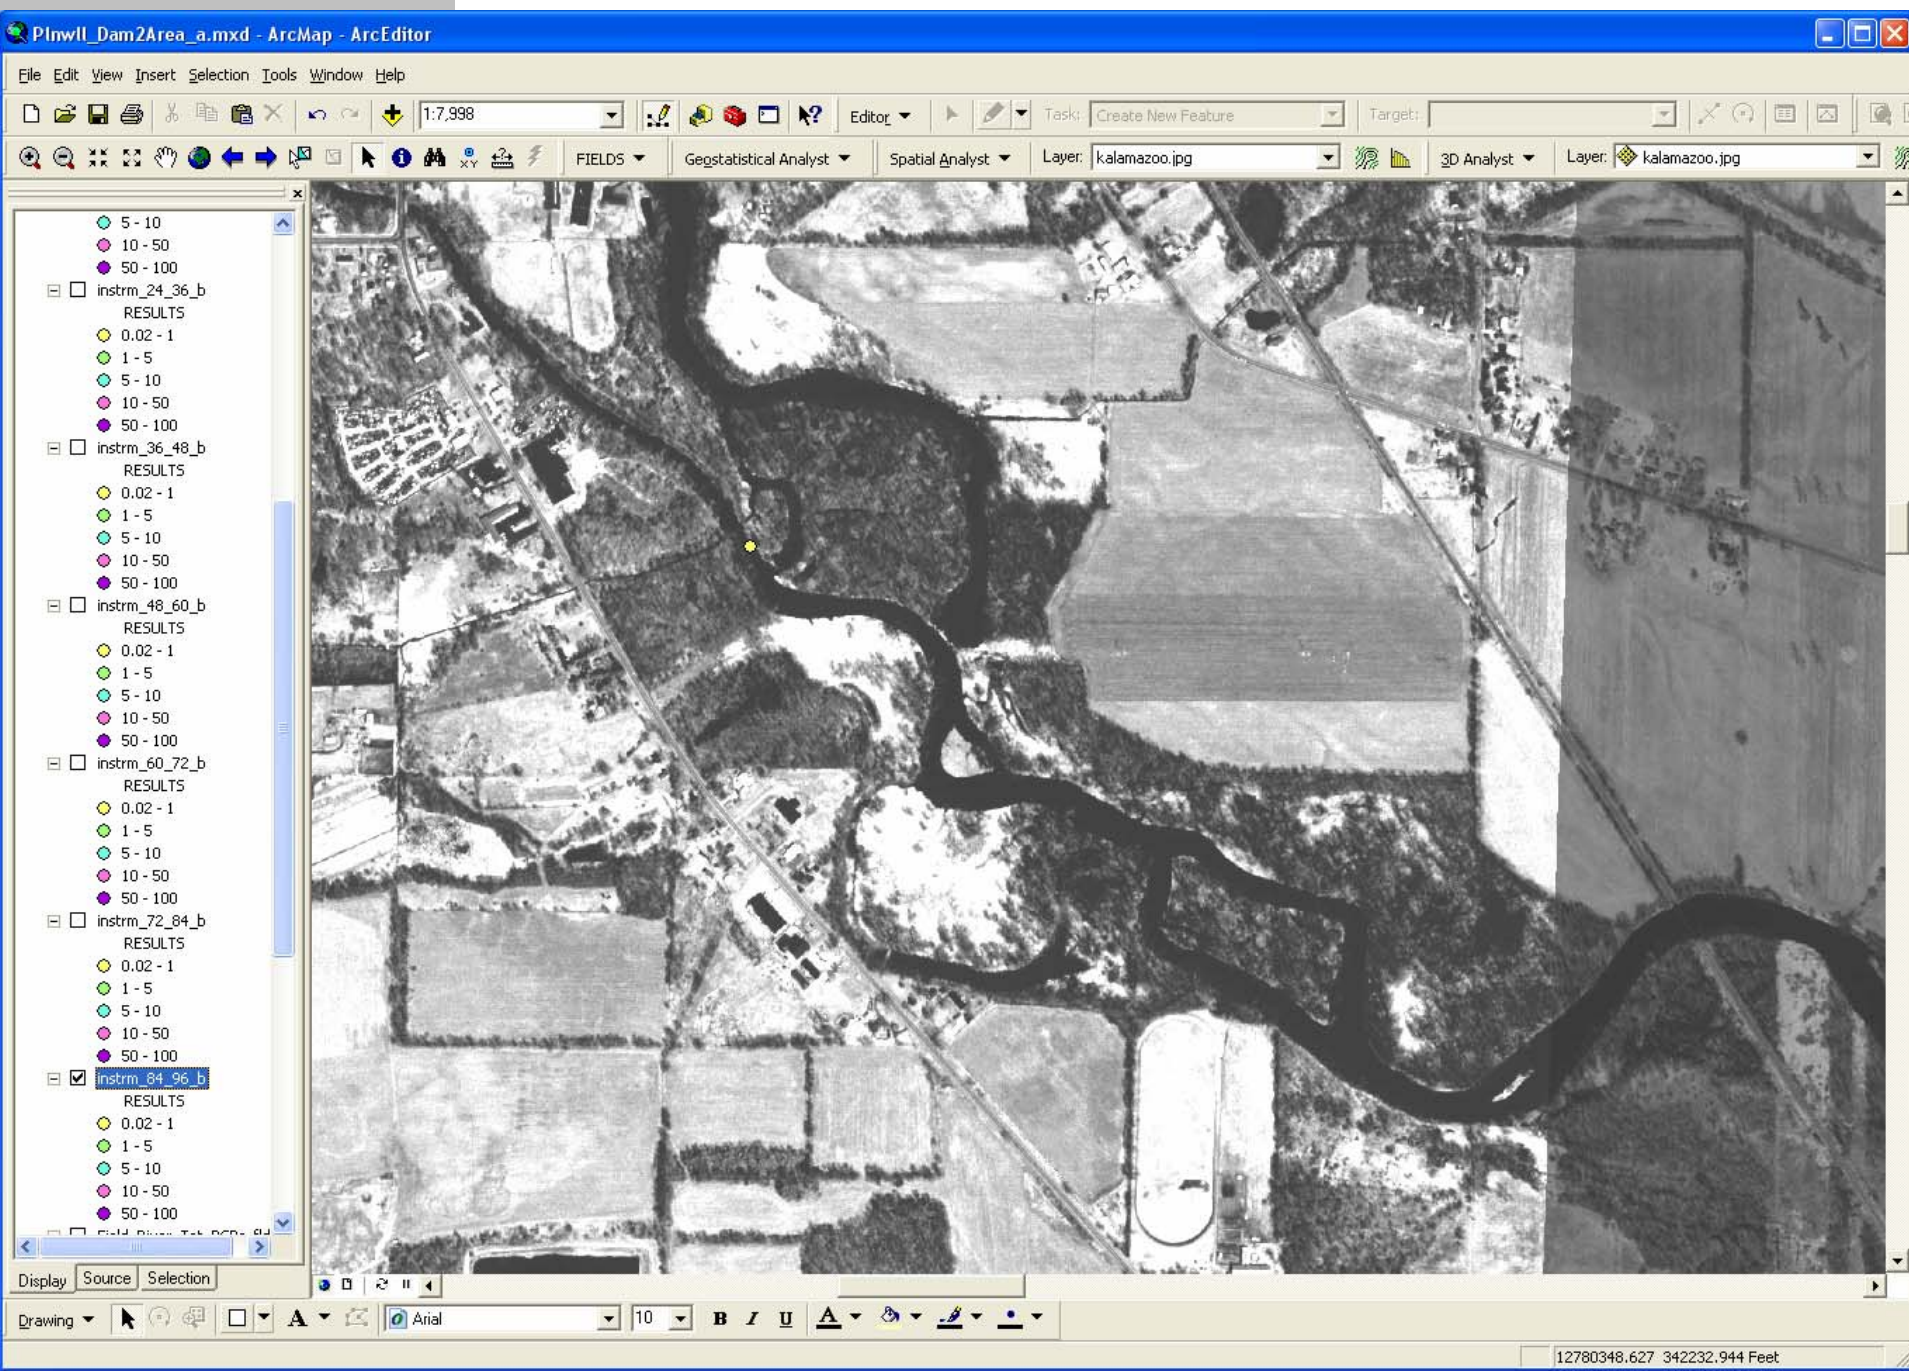 Plnwll_Dam2Area_a.mxd - ArcMap - ArcEditor
File Edit View Insert Selection Tools Window Help
1:7,998 Editor Task: Create New Feature Target:
FIELDS Geostatistical Analyst Spatial Analyst Layer: kalamazoo.jpg 3D Analyst Layer: kalamazoo.jpg
5 - 10
10 - 50
50 - 100
instrm_24_36_b
RESULTS
0.02 - 1
1 - 5
5 - 10
10 - 50
50 - 100
instrm_36_48_b
RESULTS
0.02 - 1
1 - 5
5 - 10
10 - 50
50 - 100
instrm_48_60_b
RESULTS
0.02 - 1
1 - 5
5 - 10
10 - 50
50 - 100
instrm_60_72_b
RESULTS
0.02 - 1
1 - 5
5 - 10
10 - 50
50 - 100
instrm_72_84_b
RESULTS
0.02 - 1
1 - 5
5 - 10
10 - 50
50 - 100
instrm_84_96_b
RESULTS
0.02 - 1
1 - 5
5 - 10
10 - 50
50 - 100
Display Source Selection
Drawing A Arial 10 B I U A
12780348.627 342232.944 Feet